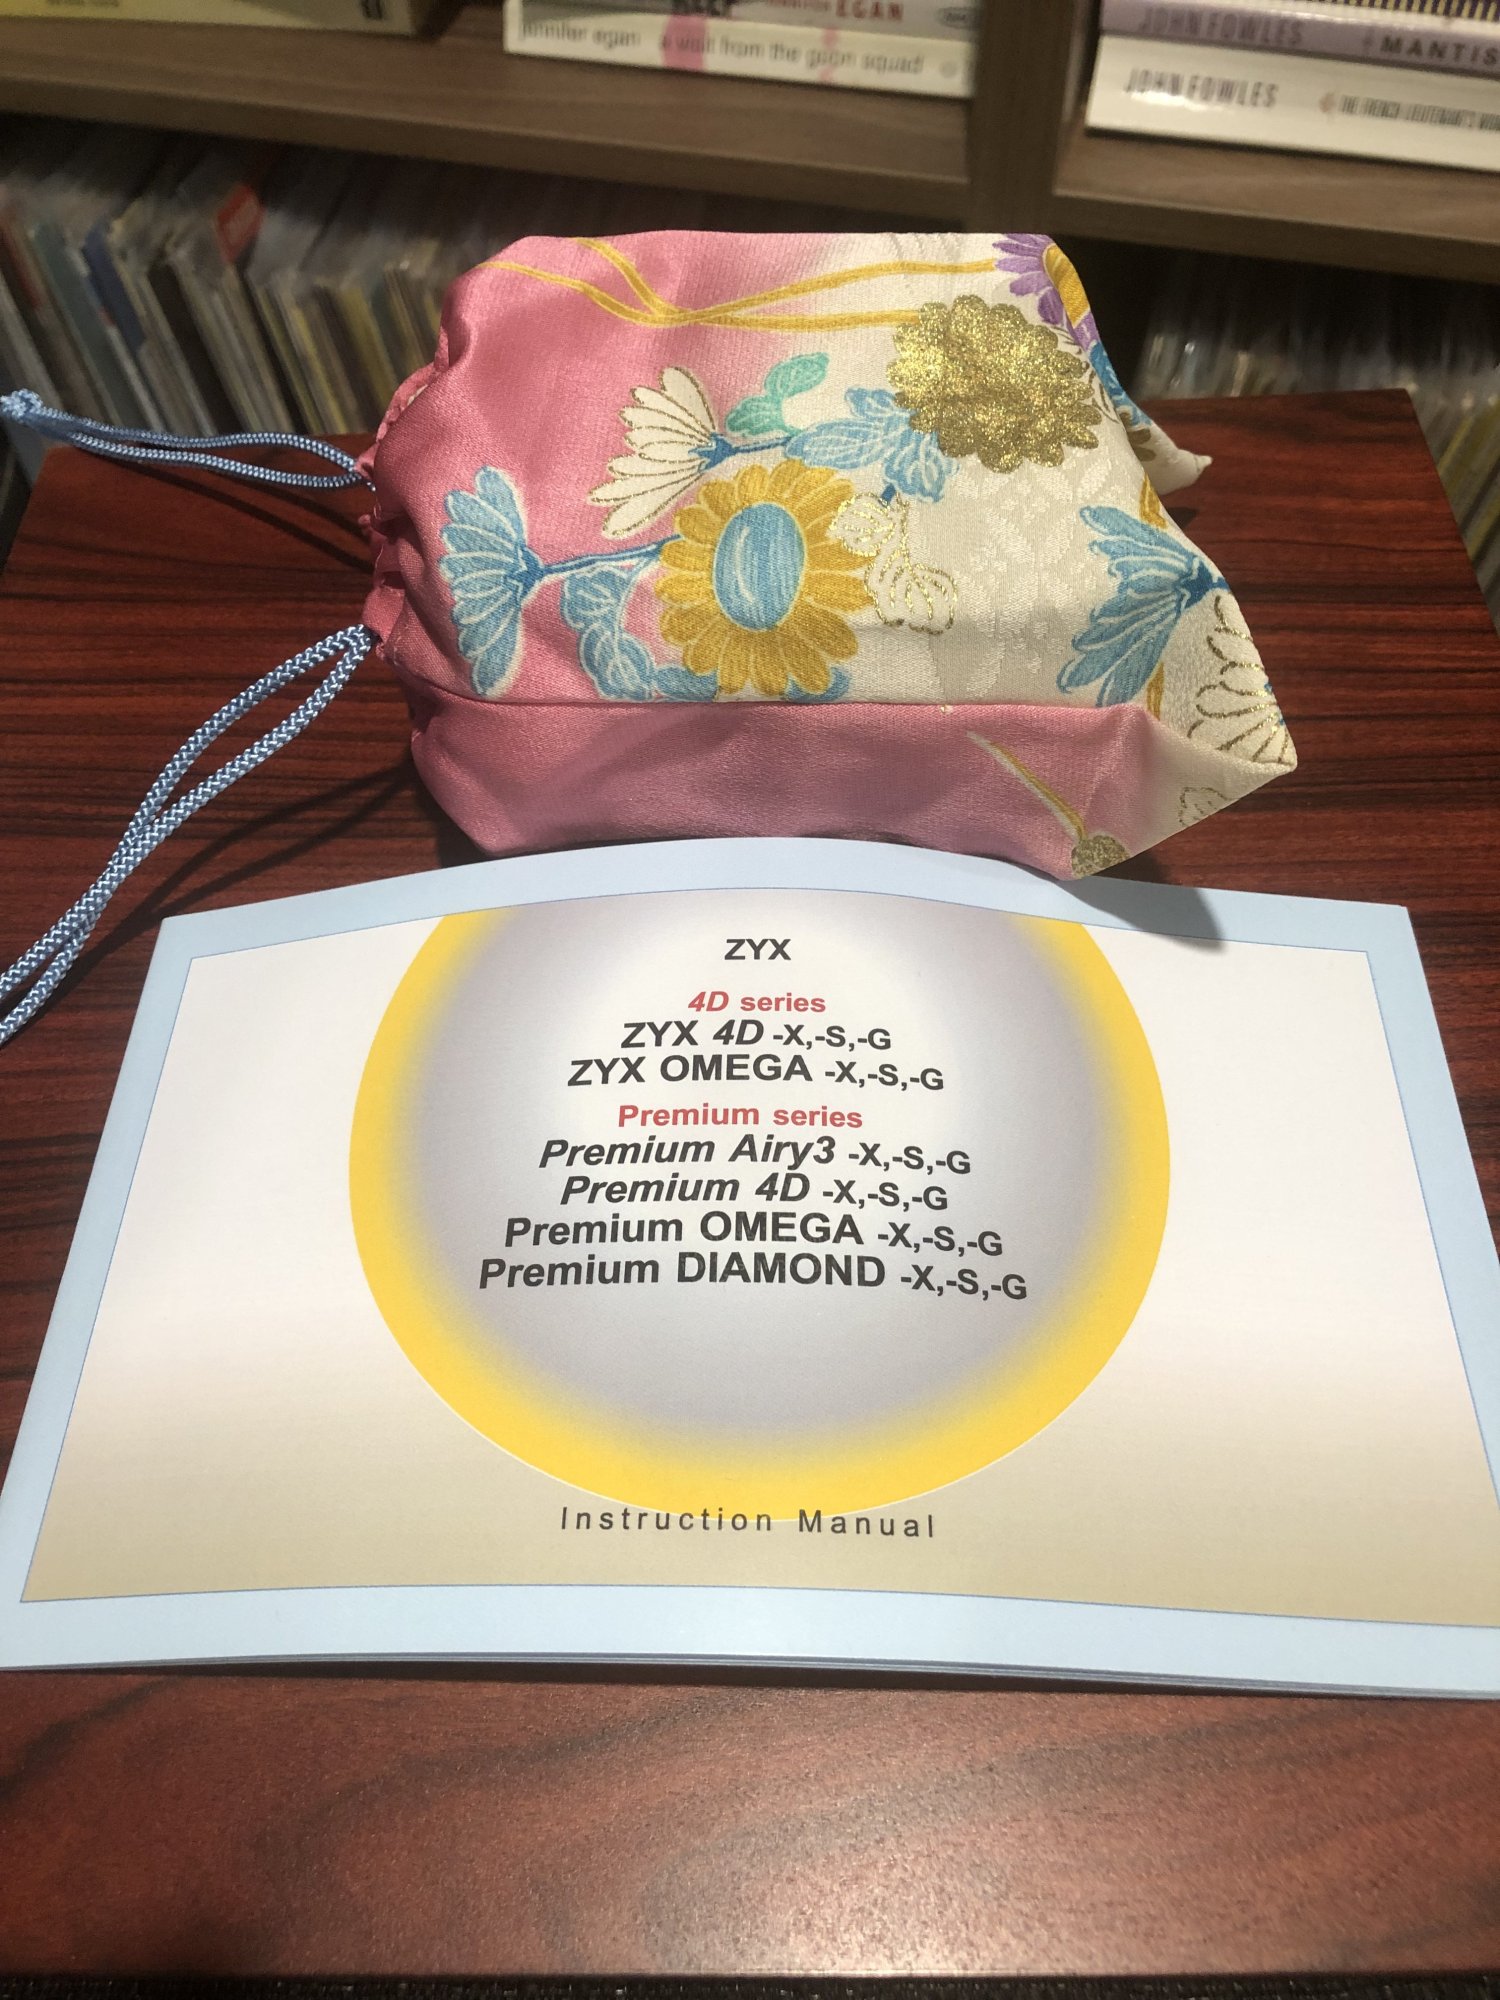 EGAN
jennifer egan a visit from the goon squad
JOHN FOWLES MANTIS
JOHN FOWLES THE FRENCH LIEUTENANT'S
ZYX
4D series
ZYX 4D -X,-S,-G
ZYX OMEGA -X,-S,-G
Premium series
Premium Airy3 -X,-S,-G
Premium 4D -X,-S,-G
Premium OMEGA -X,-S,-G
Premium DIAMOND -X,-S,-G
Instruction Manual